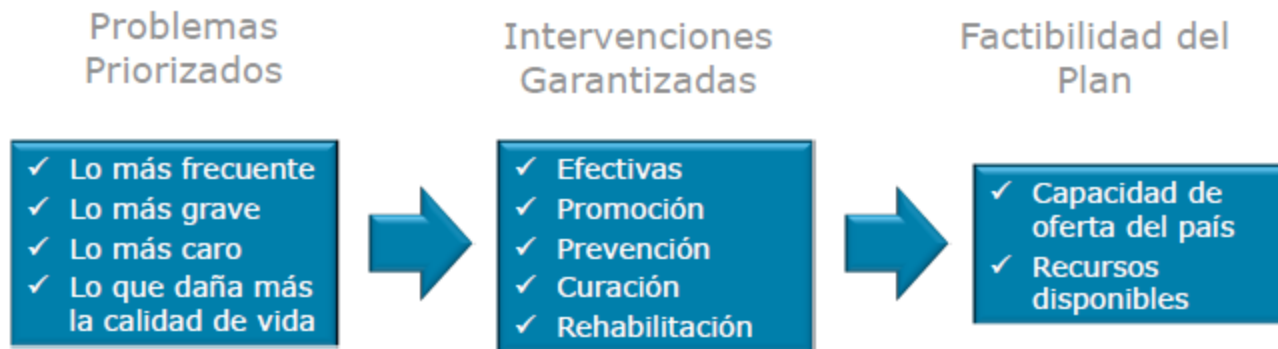 Problemas
Priorizados
✓ Lo más frecuente
✓ Lo más grave
✓ Lo más caro
✓ Lo que daña más
la calidad de vida
Intervenciones
Garantizadas
✓ Efectivas
✓ Promoción
✓ Prevención
✓ Curación
✓ Rehabilitación
Factibilidad del
Plan
✓ Capacidad de
oferta del país
✓ Recursos
disponibles